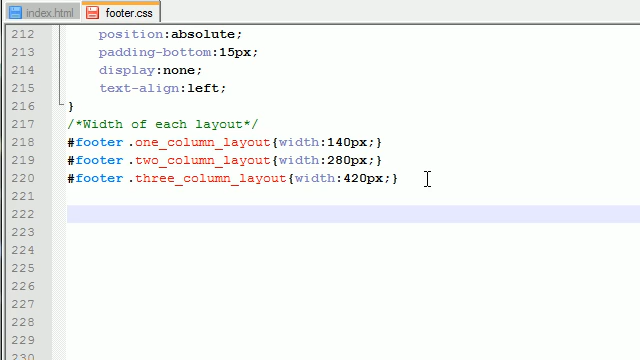 index.html footer.css
212 position:absolute;
213 padding-bottom:15px;
214 display:none;
215 text-align:left;
216 }
217 /*Width of each layout*/
218 #footer .one_column_layout{width:140px;}
219 #footer .two_column_layout{width:280px;}
220 #footer .three_column_layout{width:420px;}
221
222
223
224
225
226
227
228
229
230